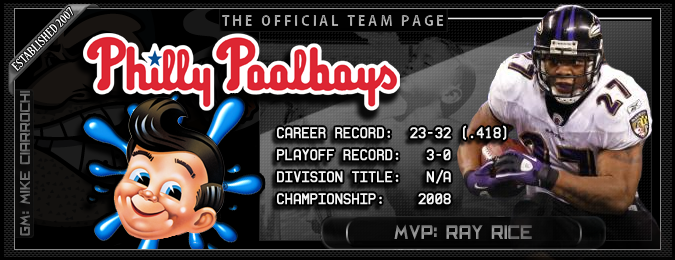 THE OFFICIAL TEAM PAGE
ESTABLISHED 2007
Philly Poolboys
GM: MIKE CIARROCHI
CAREER RECORD: 23-32 (.418)
PLAYOFF RECORD: 3-0
DIVISION TITLE: N/A
CHAMPIONSHIP: 2008
27
27
MVP: RAY RICE